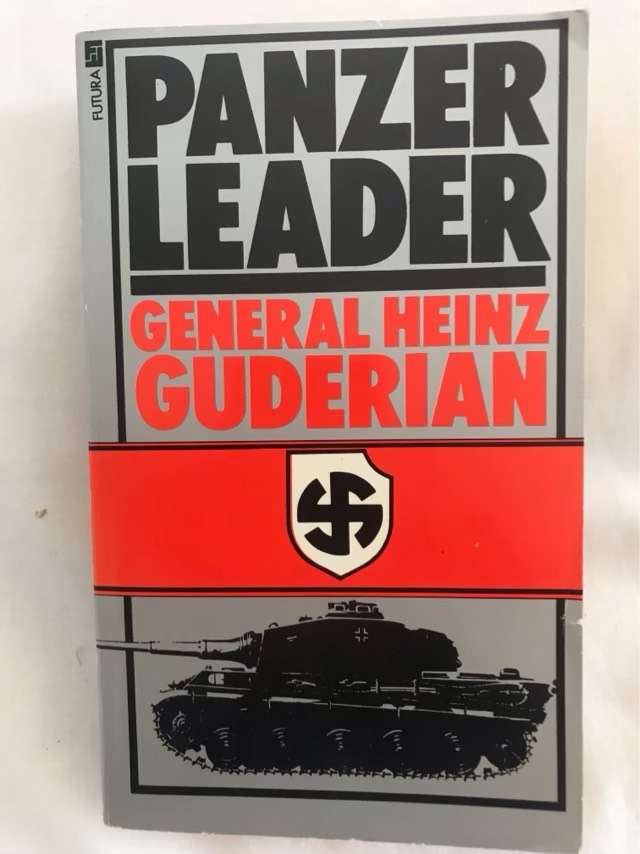 FUTURA
PANZER
LEADER
GENERAL HEINZ
GUDERIAN